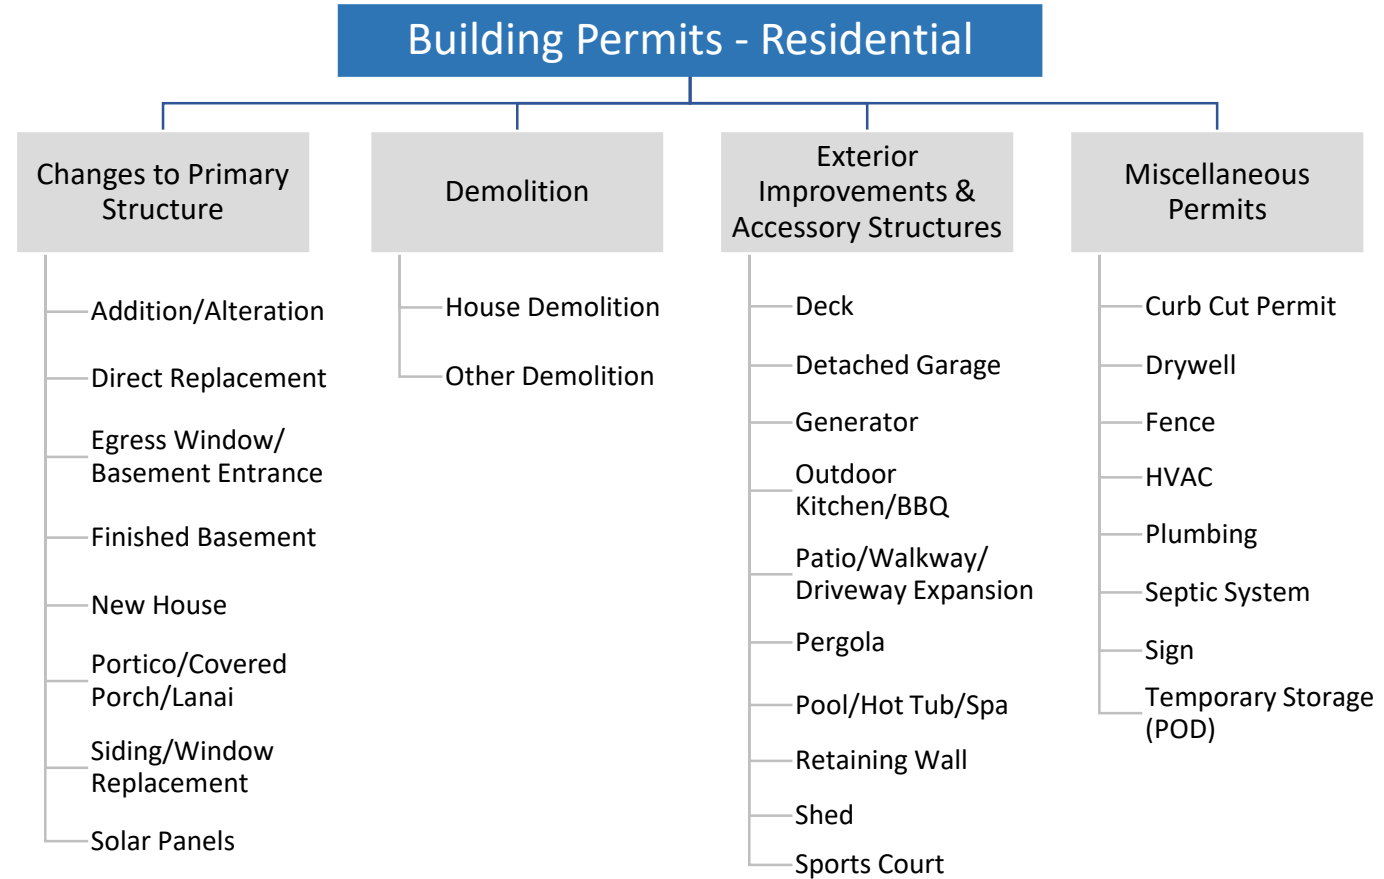 Building Permits - Residential
Changes to Primary
Structure
Addition/Alteration
Direct Replacement
Egress Window/
Basement Entrance
Finished Basement
New House
Portico/Covered
Porch/Lanai
Siding/Window
Replacement
Solar Panels
Demolition
House Demolition
Other Demolition
Exterior
Improvements &
Accessory Structures
Deck
Detached Garage
Generator
Outdoor
Kitchen/BBQ
Patio/Walkway/
Driveway Expansion
Pergola
Pool/Hot Tub/Spa
Retaining Wall
Shed
Sports Court
Miscellaneous
Permits
Curb Cut Permit
Drywell
Fence
HVAC
Plumbing
Septic System
Sign
Temporary Storage
(POD)